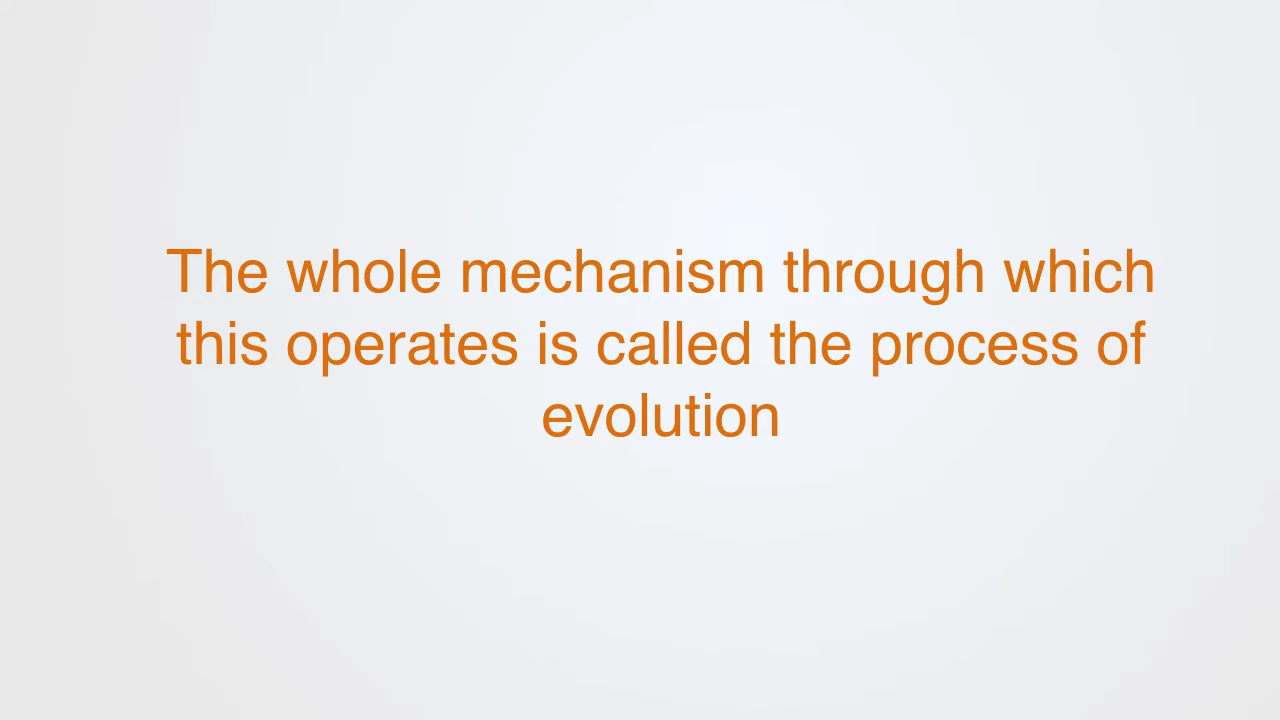 The whole mechanism through which
this operates is called the process of
evolution